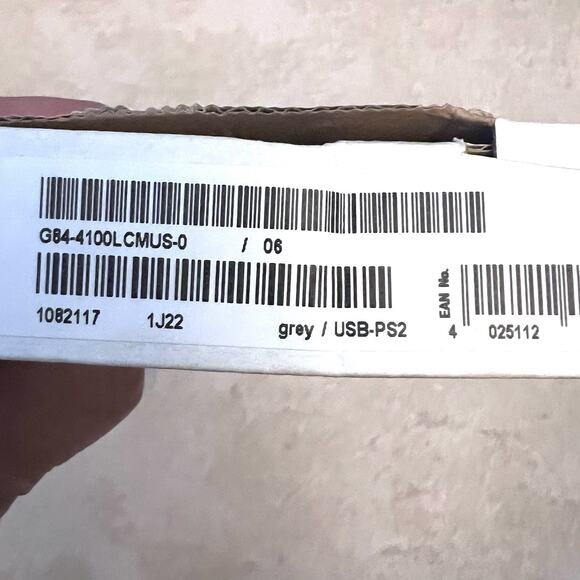 G84-4100LCMUS-0 / 06
1082117 1J22 grey / USB-PS2
EAN No.
4 025112